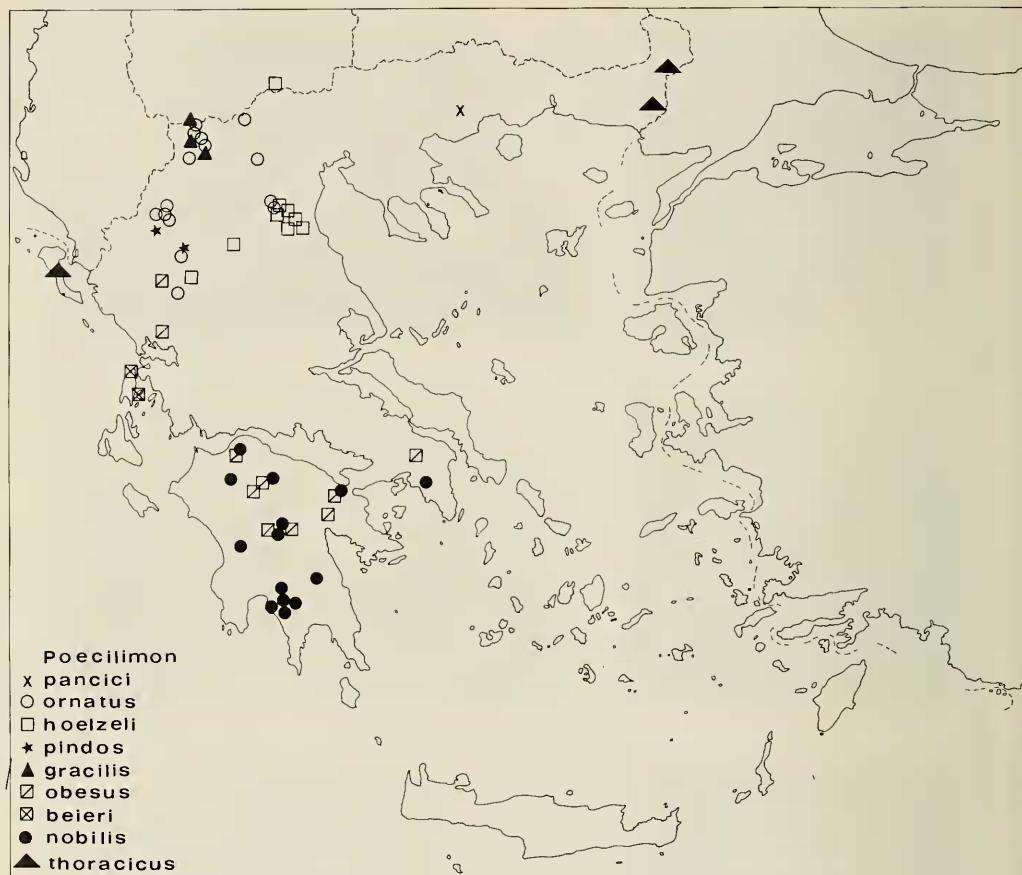 Poecilimon
x pancici
ornatus
hoelzeli
pindos
gracilis
obesus
beieri
nobilis
thoracicus